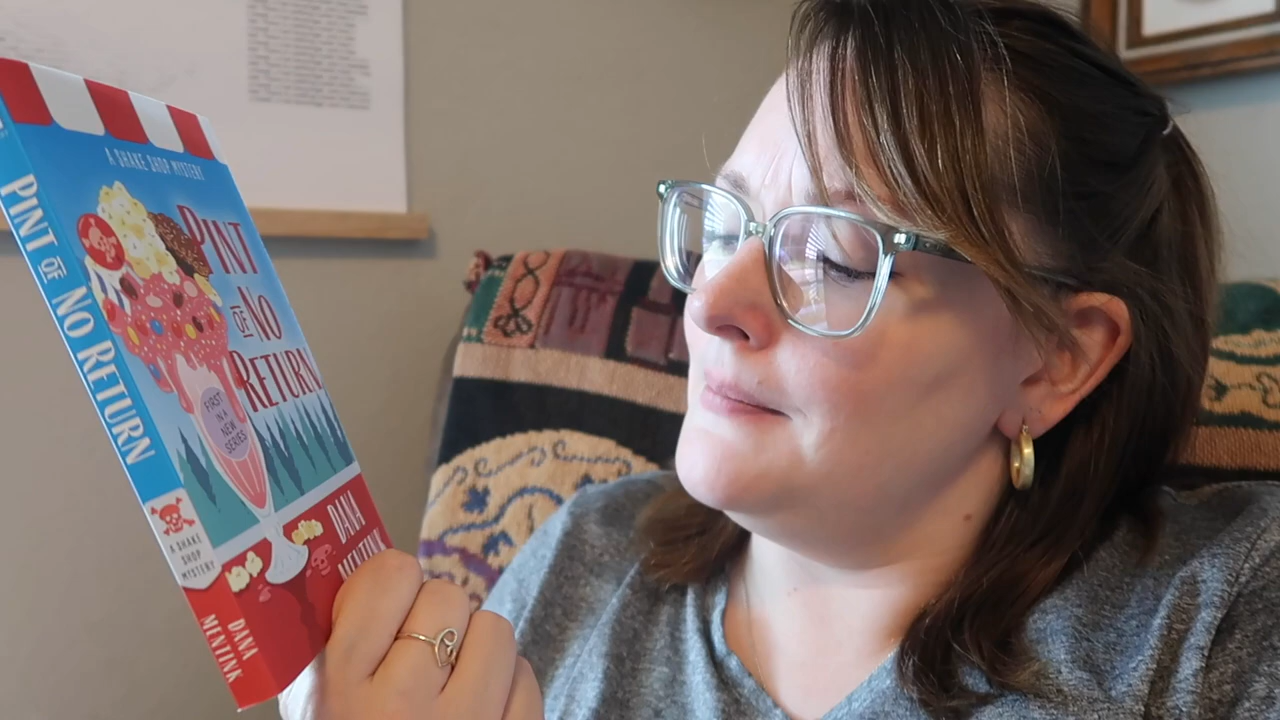 A SHAKE SHOP MYSTERY
PINT
OF NO
RETURN
FIRST
IN A
NEW
SERIES
DANA
MENTINK
PINT OF NO RETURN
A SHAKE
SHOP
MYSTERY
DANA
MENTINK